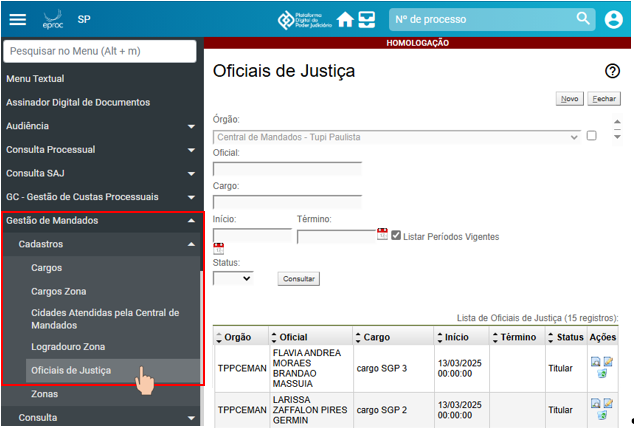 eproc
SP
Plataforma
Digital do
Poder Judiciário
Nº de processo
Pesquisar no Menu (Alt + m)
HOMOLOGAÇÃO
Menu Textual
Assinador Digital de Documentos
Audiência
Consulta Processual
Consulta SAJ
GC - Gestão de Custas Processuais
Gestão de Mandados
Cadastros
Cargos
Cargos Zona
Cidades Atendidas pela Central de
Mandados
Logradouro Zona
Oficiais de Justiça
Zonas
Consulta
Oficiais de Justiça
Novo
Fechar
Órgão:
Central de Mandados - Tupi Paulista
Oficial:
Cargo:
Início:
Término:
Listar Períodos Vigentes
Status:
Consultar
Lista de Oficiais de Justiça (15 registros):
Orgão
Oficial
Cargo
Início
Término
Status
Ações
TPPCEMAN
FLAVIA ANDREA
MORAES
BRANDAO
MASSUIA
cargo SGP 3
13/03/2025
00:00:00
Titular
TPPCEMAN
LARISSA
ZAFFALON PIRES
GERMIN
cargo SGP 2
13/03/2025
00:00:00
Titular